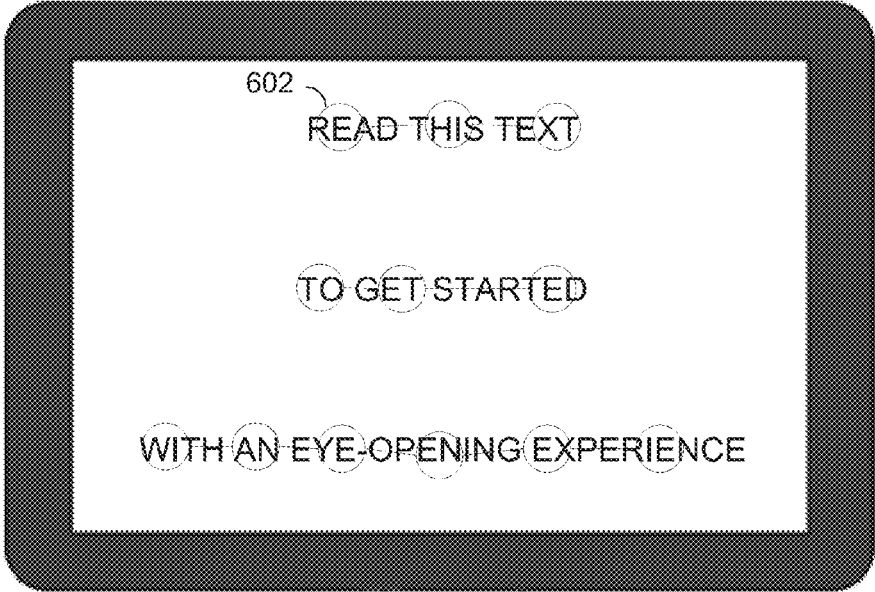 602
READ THIS TEXT
TO GET STARTED
WITH AN EYE-OPENING EXPERIENCE